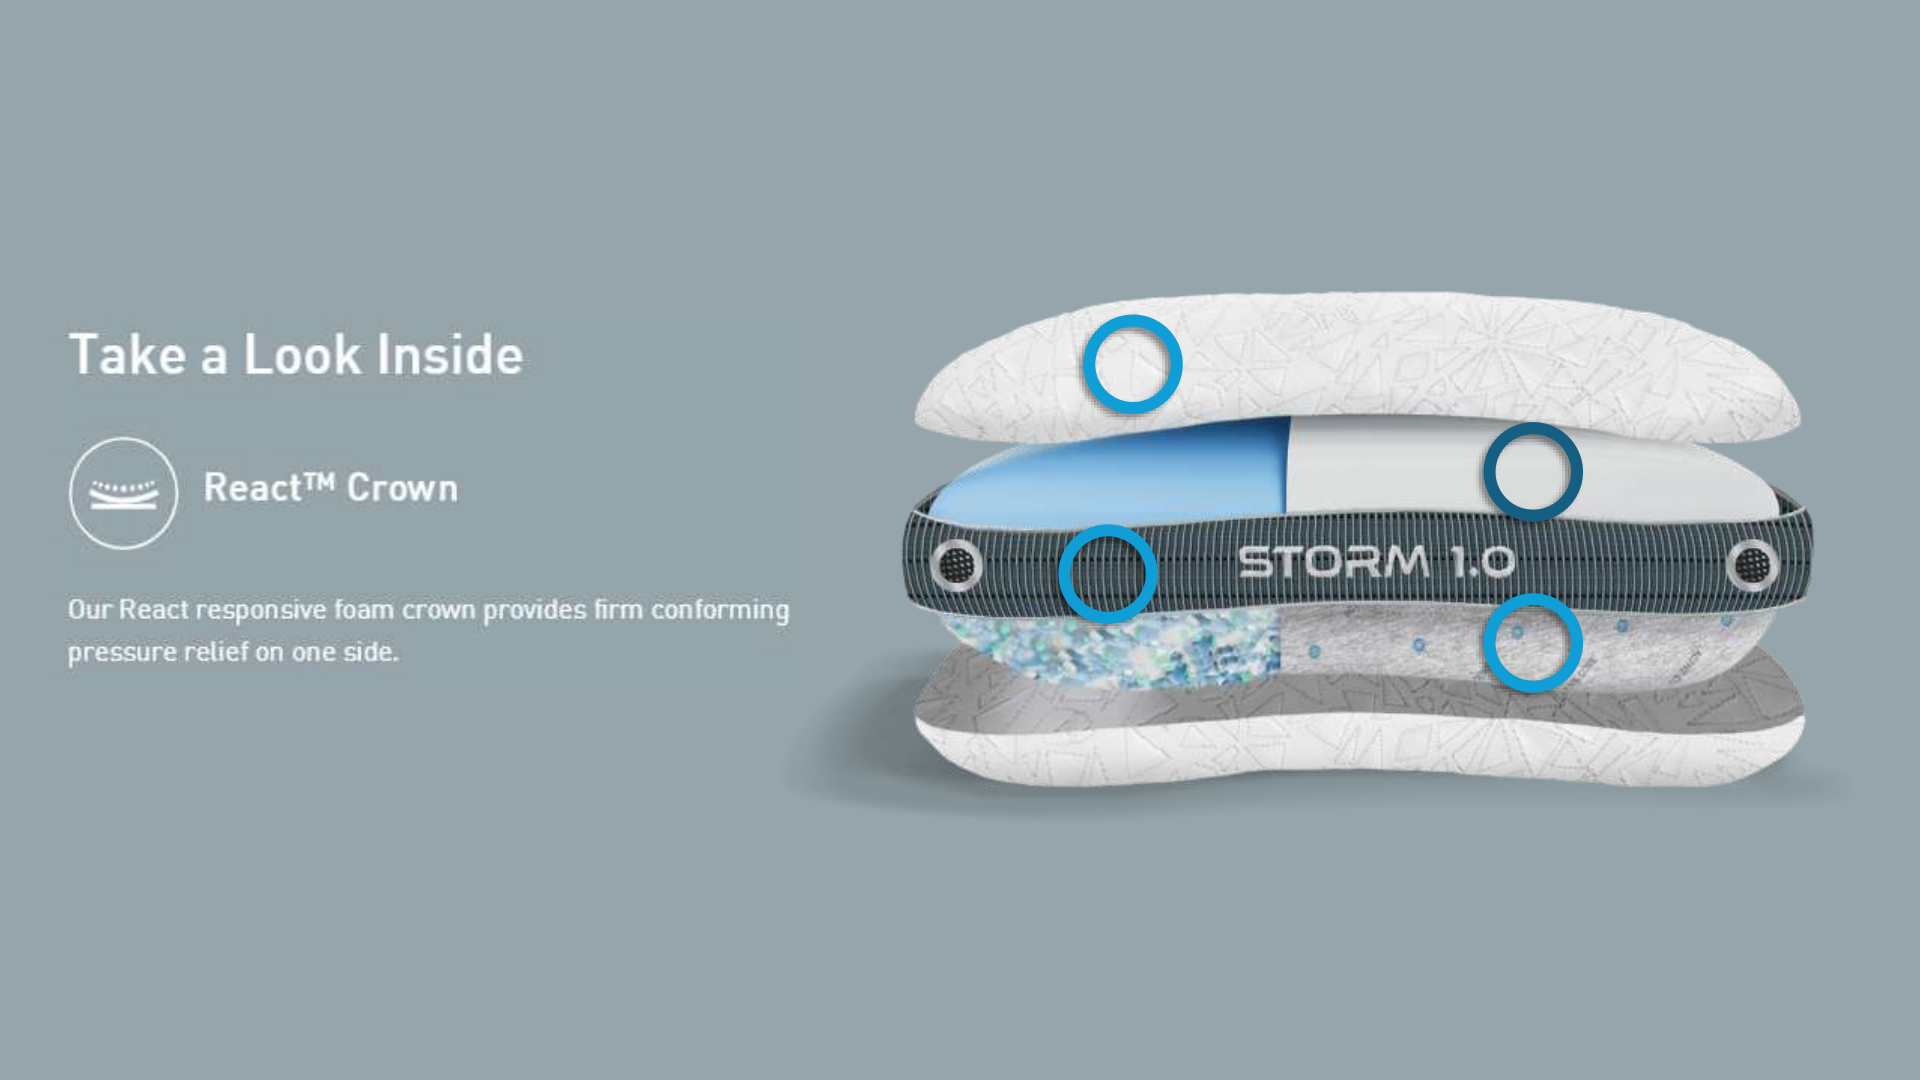 Take a Look Inside
React™ Crown
Our React responsive foam crown provides firm conforming
pressure relief on one side.
STORM 1.0